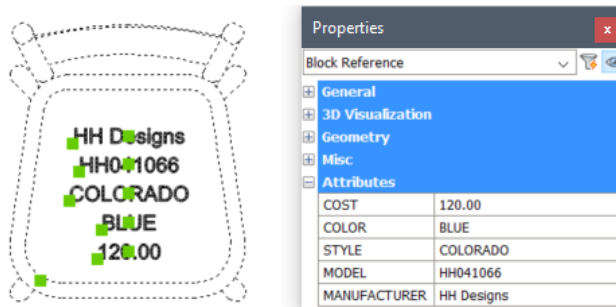 HH Designs
HH041066
COLORADO
BLUE
120.00
Properties
x
Block Reference
General
3D Visualization
Geometry
Misc
Attributes
COST 120.00
COLOR BLUE
STYLE COLORADO
MODEL HH041066
MANUFACTURER HH Designs